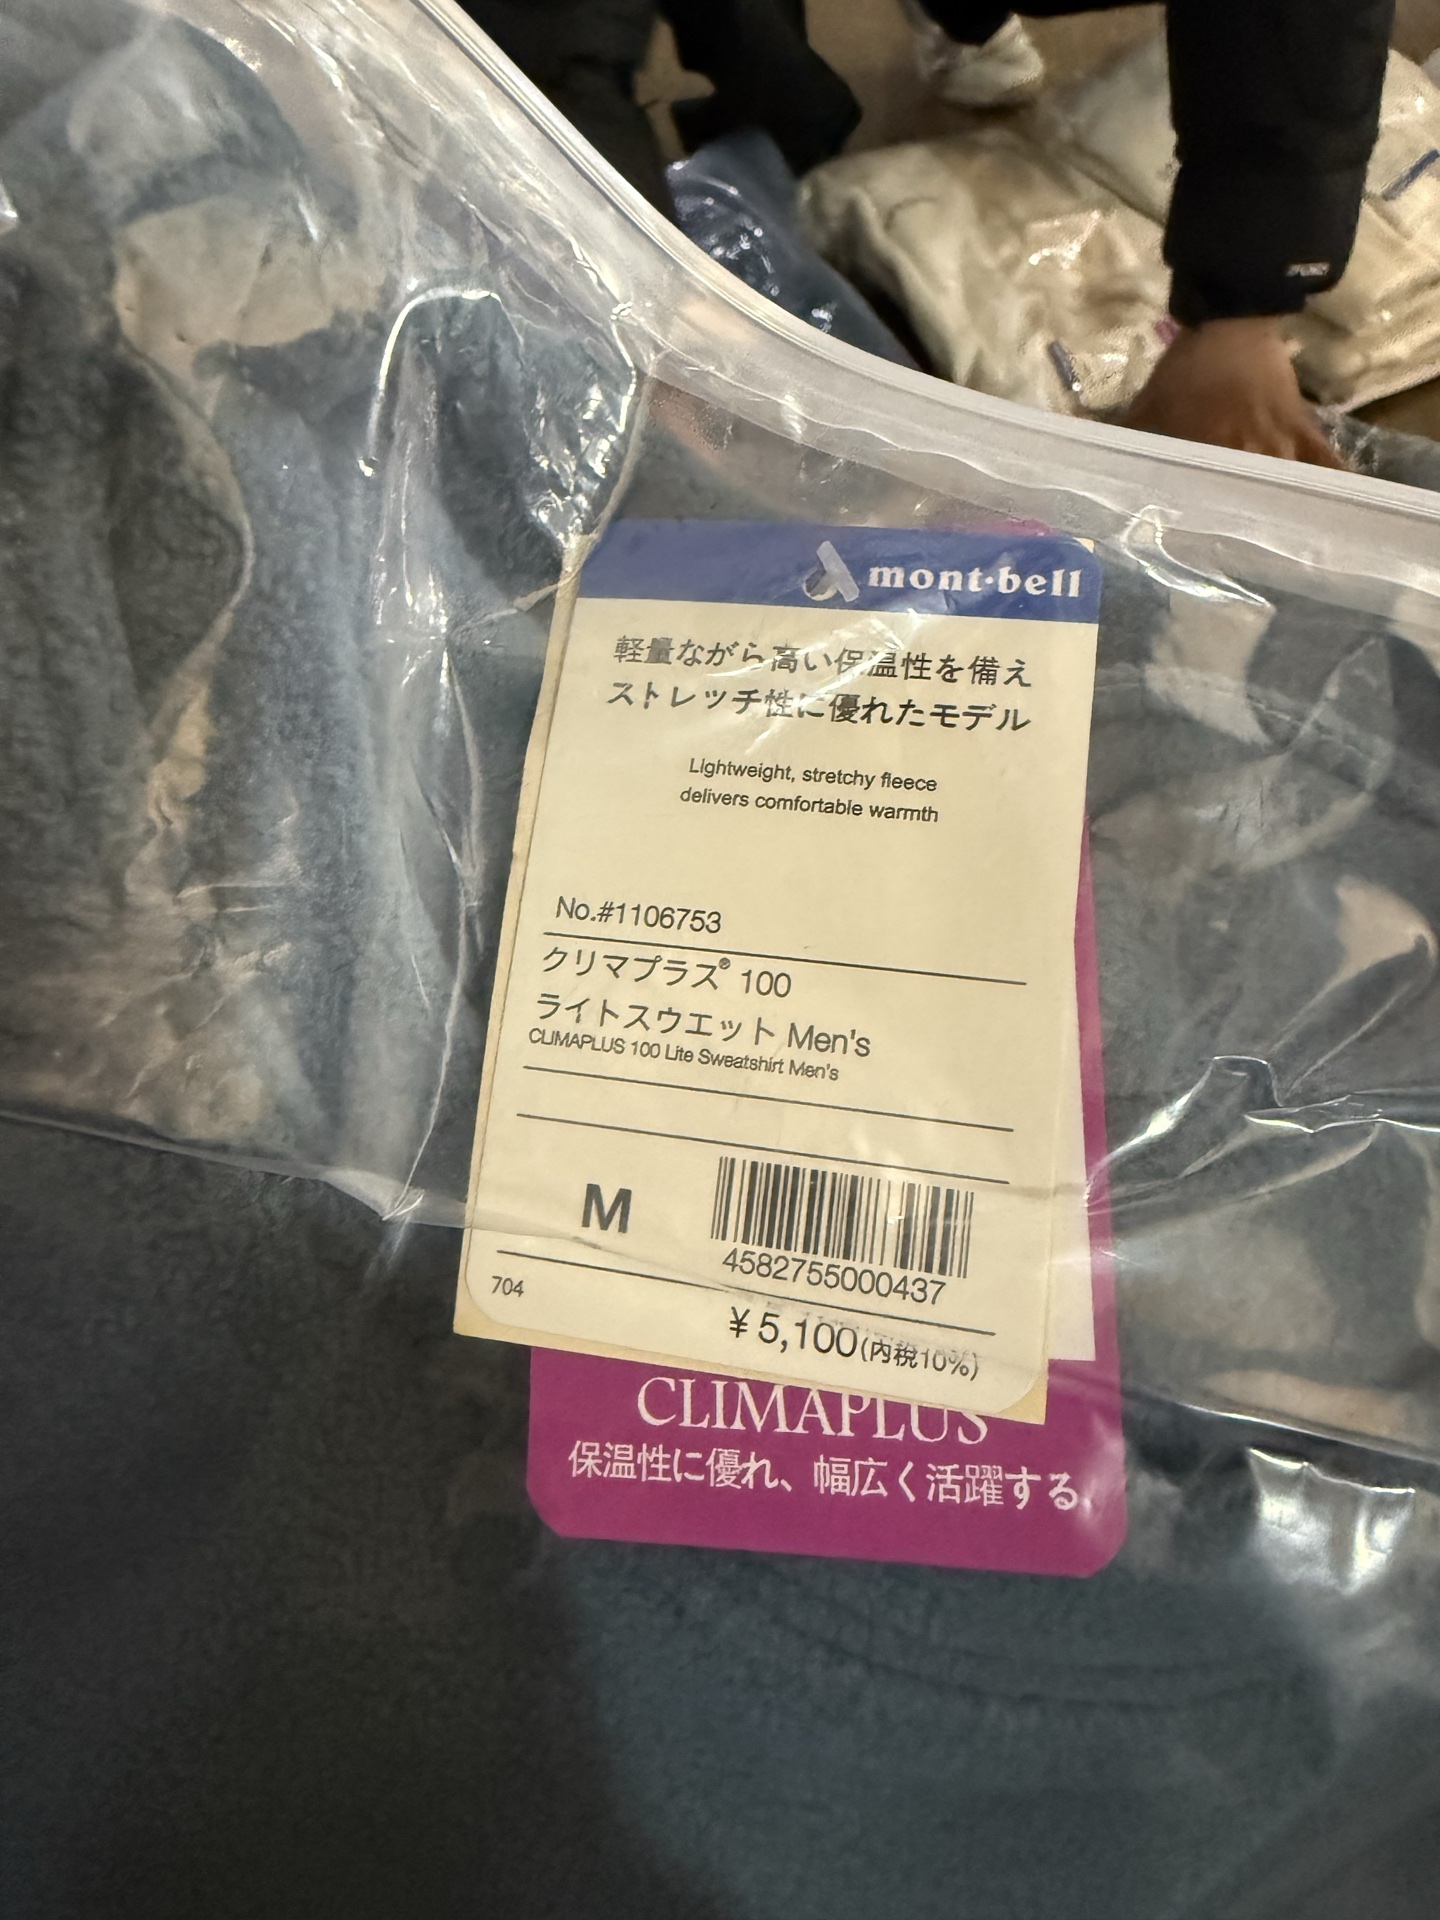 mont-bell
軽量ながら高い保温性を備え
ストレッチ性に優れたモデル
Lightweight, stretchy fleece
delivers comfortable warmth
No.#1106753
クリマプラス® 100
ライトスウエット Men's
CLIMAPLUS 100 Lite Sweatshirt Men's
M
4582755000437
704
¥5,100(内税10%)
CLIMAPLUS
保温性に優れ、幅広く活躍する